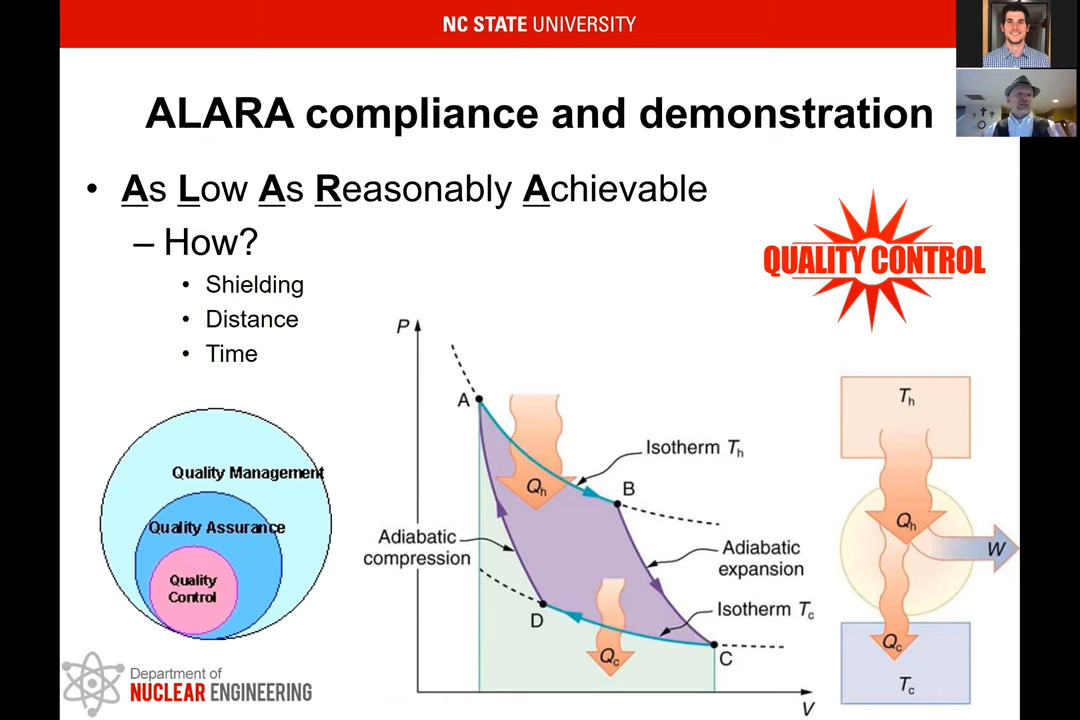 NC STATE UNIVERSITY
ALARA compliance and demonstration
• As Low As Reasonably Achievable
– How?
• Shielding
• Distance
• Time
QUALITY CONTROL
Quality Management
Quality Assurance
Quality
Control
P
A
Isotherm Th
Qh
B
Adiabatic
compression
Adiabatic
expansion
D
Isotherm Tc
Qc
C
V
Th
Qh
W
Qc
Tc
Department of
NUCLEAR ENGINEERING